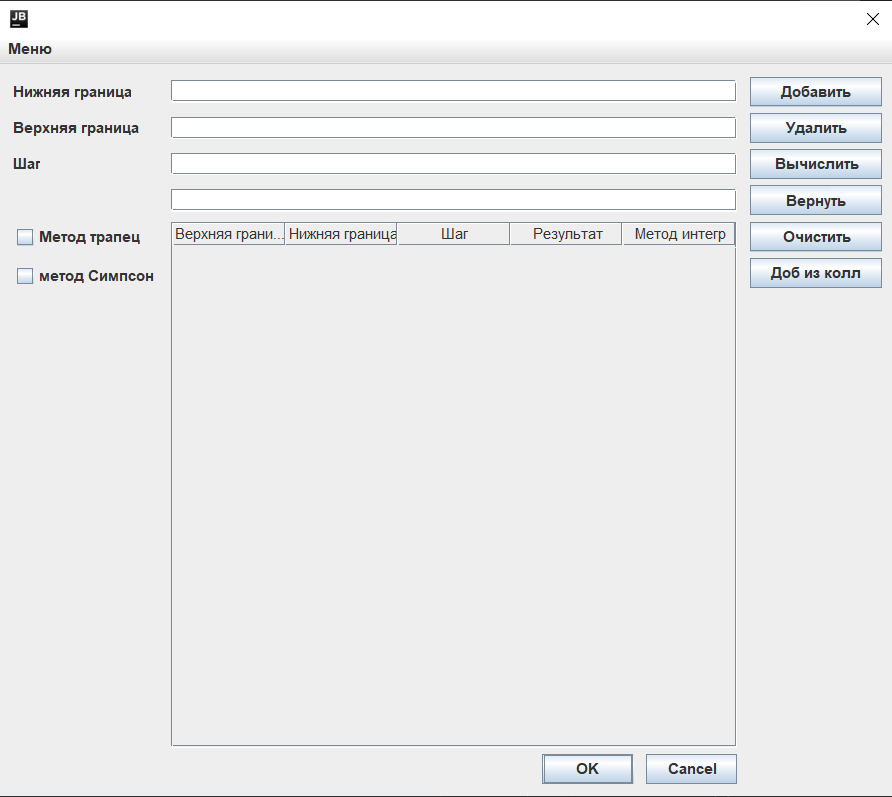 JB
Меню
Нижняя граница
Добавить
Верхняя граница
Удалить
Шаг
Вычислить
Вернуть
Метод трапец
Верхняя грани... Нижняя граница Шаг Результат Метод интегр
Очистить
метод Симпсон
Доб из колл
OK Cancel